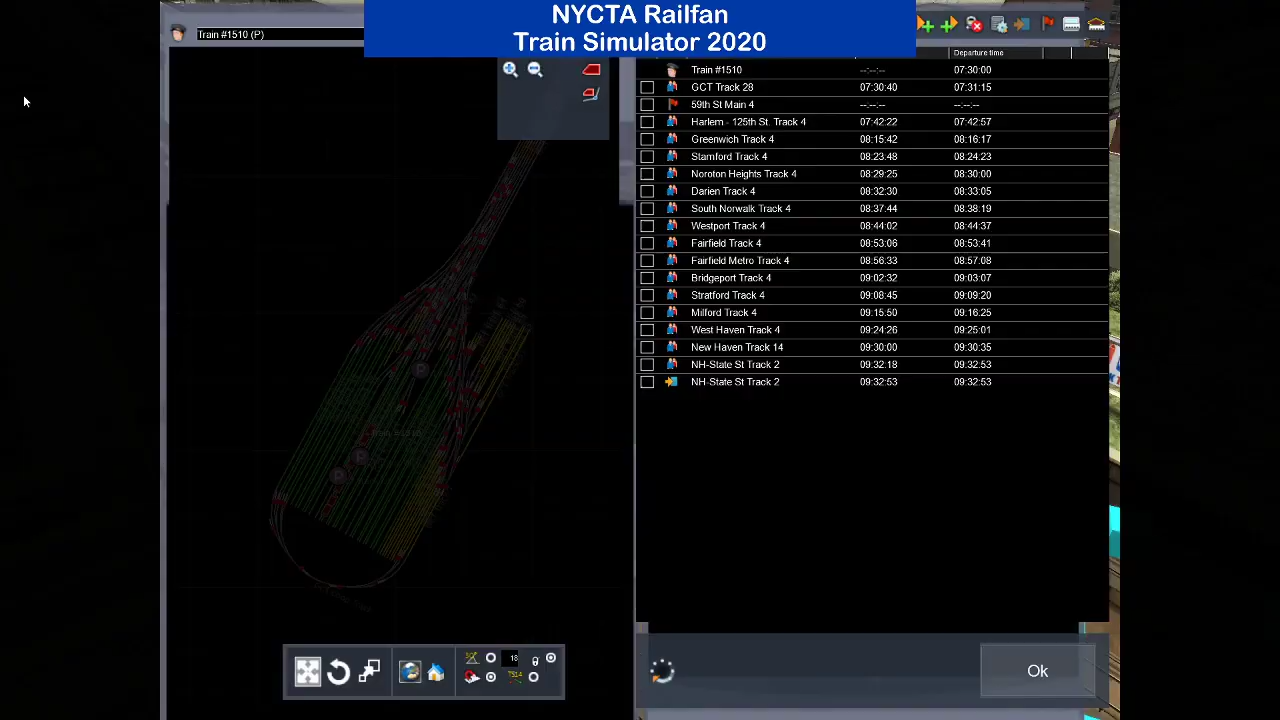 NYCTA Railfan
Train Simulator 2020
Train #1510 (P)
Departure time
Train #1510 --:--:-- 07:30:00
GCT Track 28 07:30:40 07:31:15
59th St Main 4 --:--:-- --:--:--
Harlem - 125th St. Track 4 07:42:22 07:42:57
Greenwich Track 4 08:15:42 08:16:17
Stamford Track 4 08:23:48 08:24:23
Noroton Heights Track 4 08:29:25 08:30:00
Darien Track 4 08:32:30 08:33:05
South Norwalk Track 4 08:37:44 08:38:19
Westport Track 4 08:44:02 08:44:37
Fairfield Track 4 08:53:06 08:53:41
Fairfield Metro Track 4 08:56:33 08:57:08
Bridgeport Track 4 09:02:32 09:03:07
Stratford Track 4 09:08:45 09:09:20
Milford Track 4 09:15:50 09:16:25
West Haven Track 4 09:24:26 09:25:01
New Haven Track 14 09:30:00 09:30:35
NH-State St Track 2 09:32:18 09:32:53
NH-State St Track 2 09:32:53 09:32:53
P
P
P
18
Ok